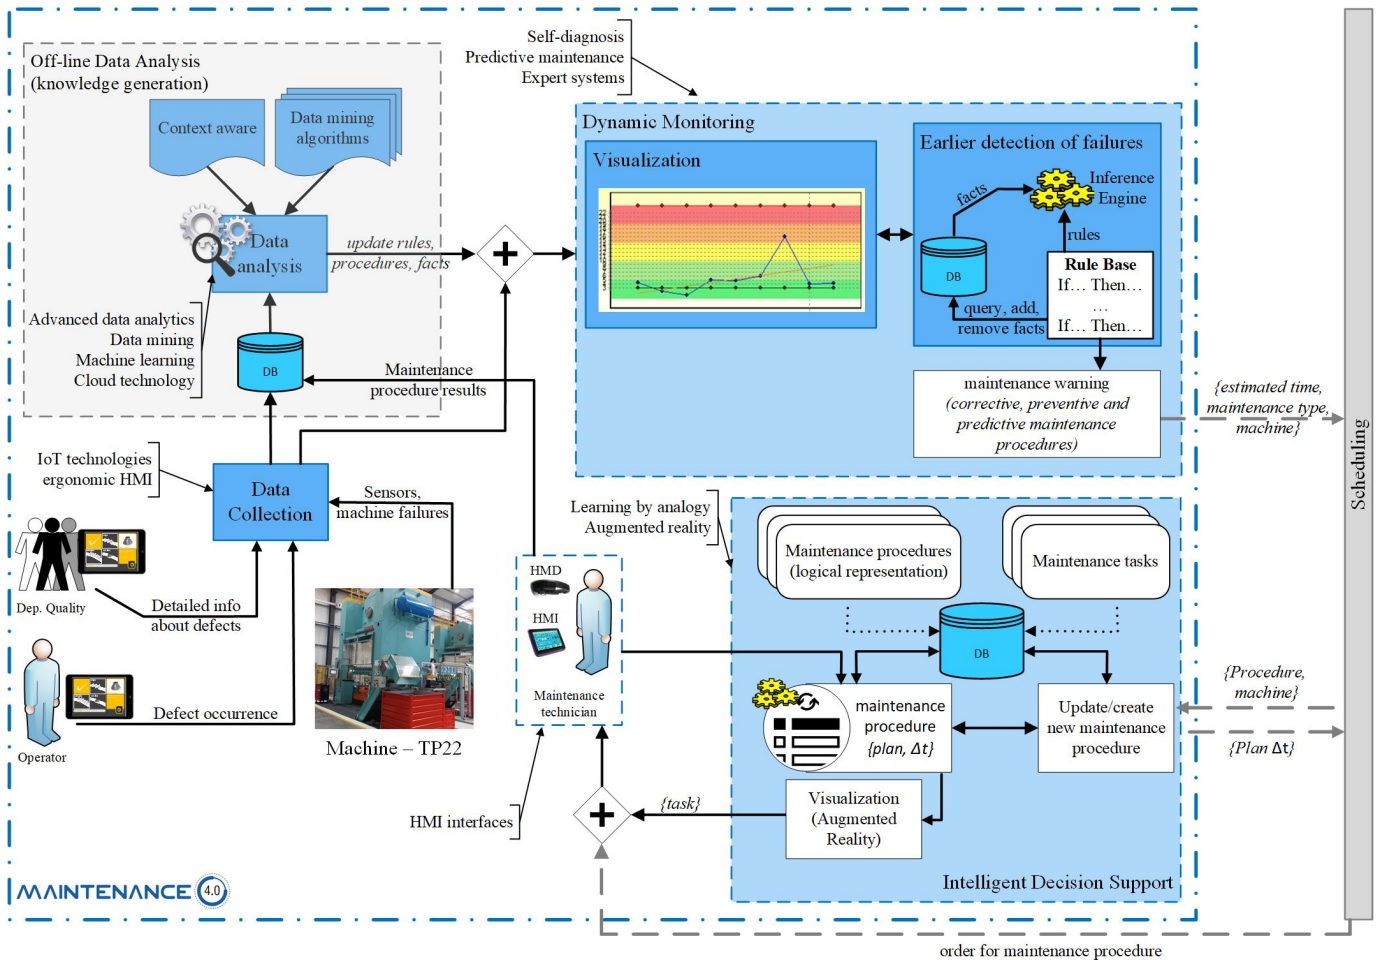 Self-diagnosis
Predictive maintenance
Expert systems
Off-line Data Analysis
(knowledge generation)
Context aware
Data mining
algorithms
Data
analysis
update rules,
procedures, facts
Advanced data analytics
Data mining
Machine learning
Cloud technology
DB
Maintenance
procedure results
Dynamic Monitoring
Visualization
Earlier detection of failures
facts
Inference
Engine
rules
DB
Rule Base
If… Then…
…
If… Then…
query, add,
remove facts
maintenance warning
(corrective, preventive and
predictive maintenance
procedures)
{estimated time,
maintenance type,
machine}
Scheduling
IoT technologies
ergonomic HMI
Data
Collection
Sensors,
machine failures
Dep. Quality
Detailed info
about defects
Operator
Defect occurrence
Machine – TP22
HMD
HMI
Maintenance
technician
HMI interfaces
Learning by analogy
Augmented reality
Maintenance procedures
(logical representation)
Maintenance tasks
DB
maintenance
procedure
{plan, Δt}
Update/create
new maintenance
procedure
{Procedure,
machine}
{Plan Δt}
Visualization
(Augmented
Reality)
{task}
Intelligent Decision Support
MAINTENANCE 4.0
order for maintenance procedure